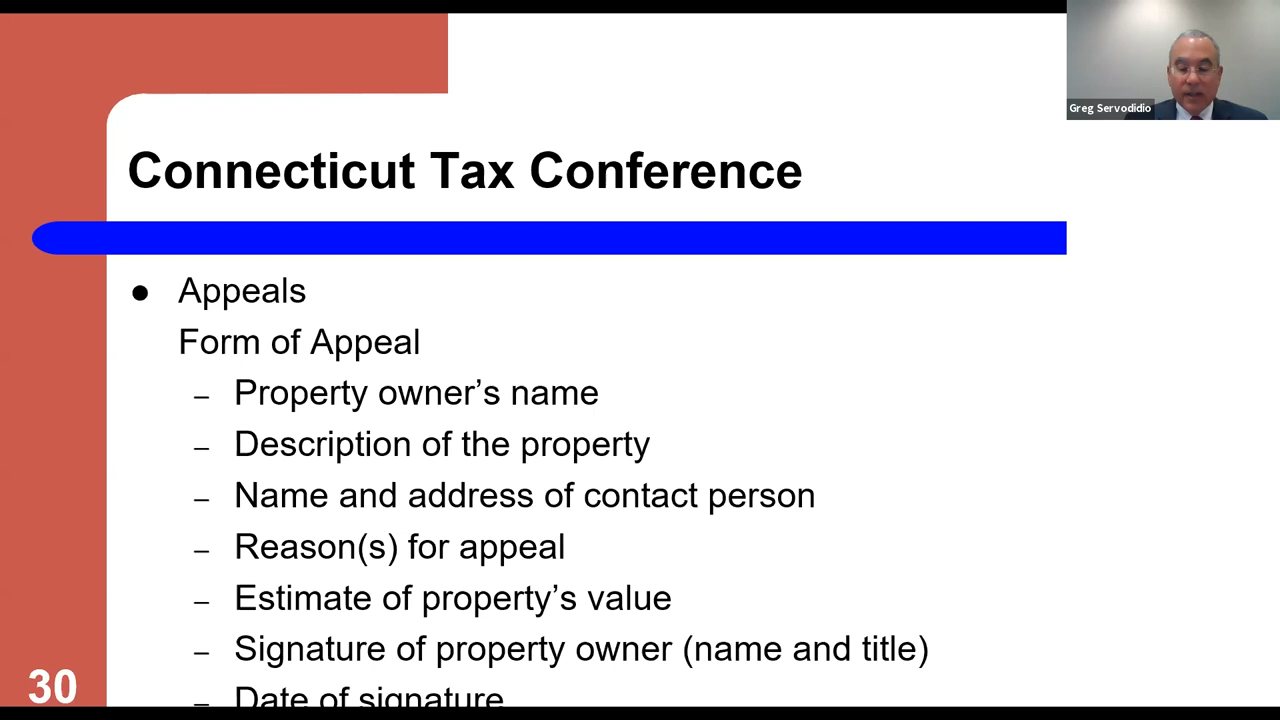 Greg Servodidio
Connecticut Tax Conference
● Appeals
Form of Appeal
– Property owner’s name
– Description of the property
– Name and address of contact person
– Reason(s) for appeal
– Estimate of property’s value
– Signature of property owner (name and title)
– Date of signature
30